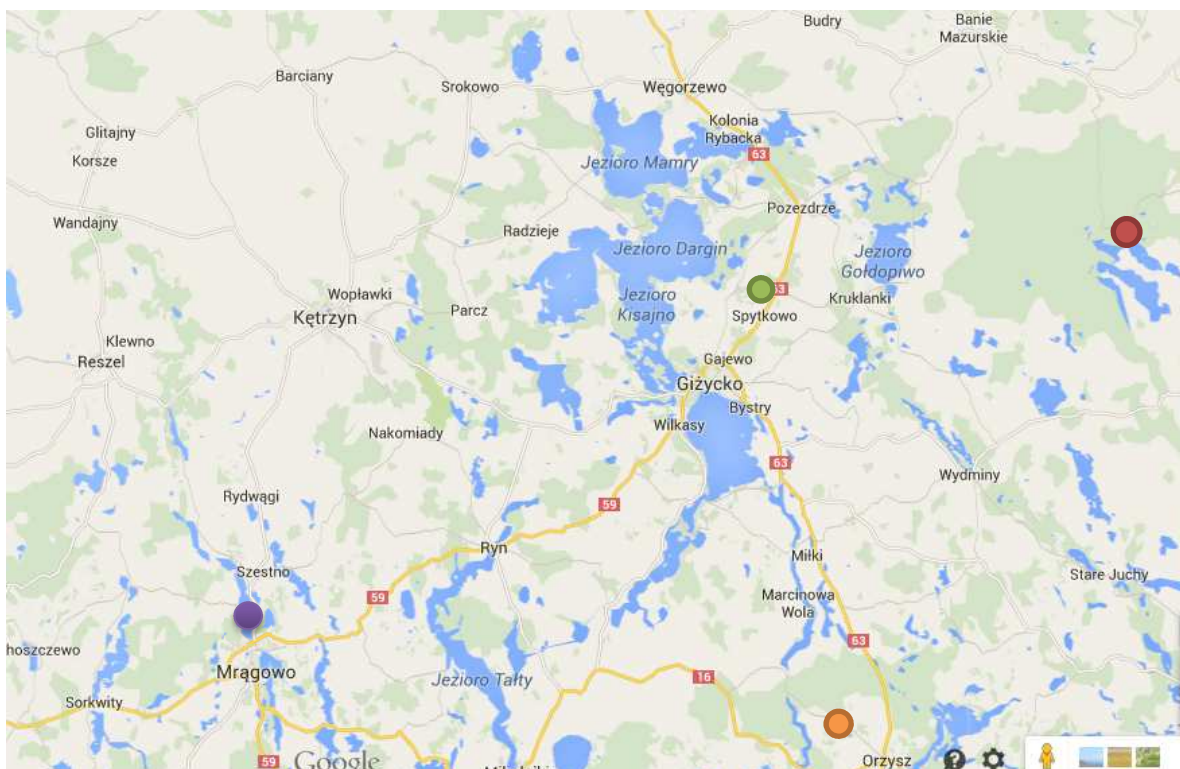 Budry
Banie
Mazurskie
Barciany
Srokowo
Węgorzewo
Kolonia
Rybacka
Glitajny
Korsze
63
Jezioro Mamry
Wandajny
Pozezdrze
Radzieje
Jezioro Dargin
Jezioro
Gołdopiwo
Wopławki
Jezioro
Kisajno
63
Kruklanki
Kętrzyn
Parcz
Spytkowo
Klewno
Reszel
Gajewo
Giżycko
Bystry
Nakomiady
Wilkasy
63
Wydminy
Rydwągi
59
Ryn
Miłki
Szestno
Stare Juchy
59
Marcinowa
Wola
63
hoszczewo
Mrągowo
Jezioro Tałty
16
Sorkwity
59
Google
Orzysz
?